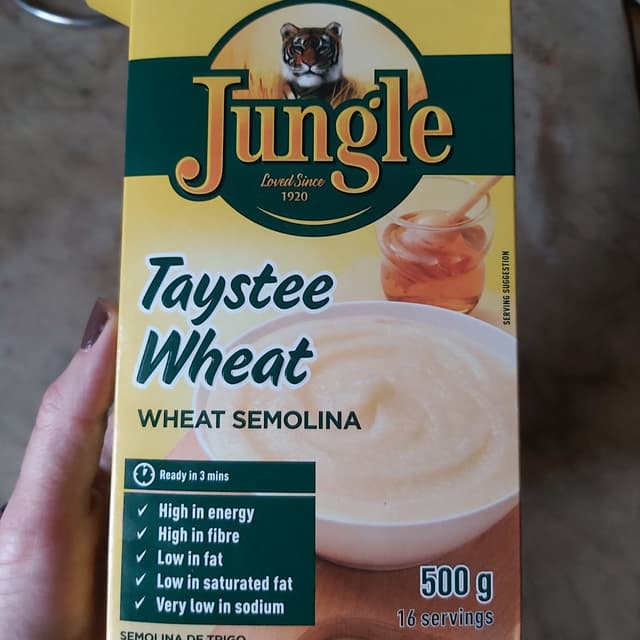 Jungle
Loved Since
1920
SERVING SUGGESTION
Taystee
Wheat
WHEAT SEMOLINA
Ready in 3 mins
✓ High in energy
✓ High in fibre
✓ Low in fat
✓ Low in saturated fat
✓ Very low in sodium
500 g
16 servings
SEMOLINA DE TRIGO